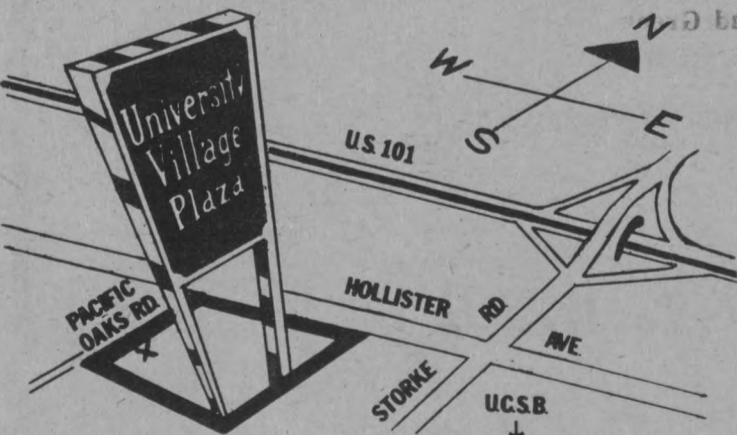 University
Village
Plaza
N
W
E
S
U.S. 101
PACIFIC
OAKS RD.
X
HOLLISTER
AVE.
STORKE
RD.
U.C.S.B.